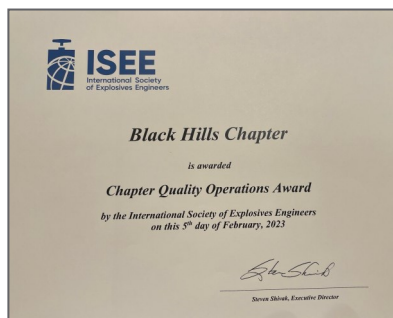 ISEE
International Society
of Explosives Engineers
Black Hills Chapter
is awarded
Chapter Quality Operations Award
by the International Society of Explosives Engineers
on this 5th day of February, 2023
Steven Shivak, Executive Director